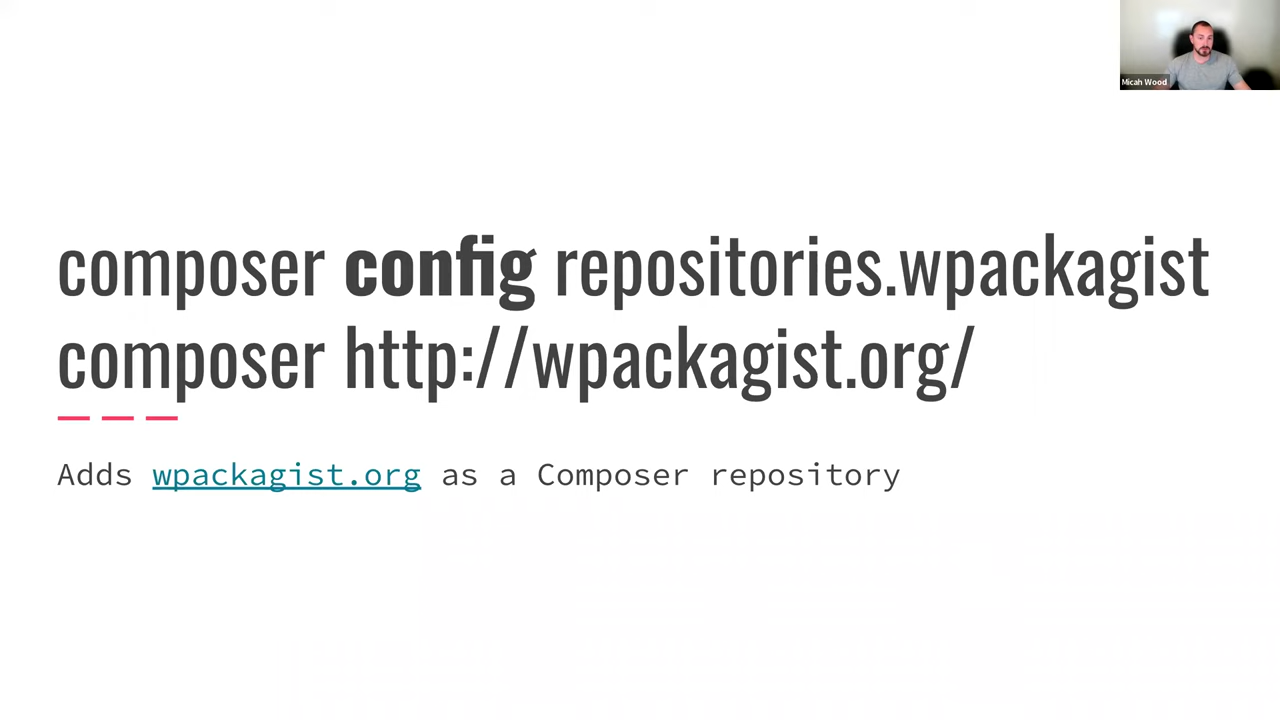 Micah Wood
composer config repositories.wpackagist
composer http://wpackagist.org/
Adds wpackagist.org as a Composer repository